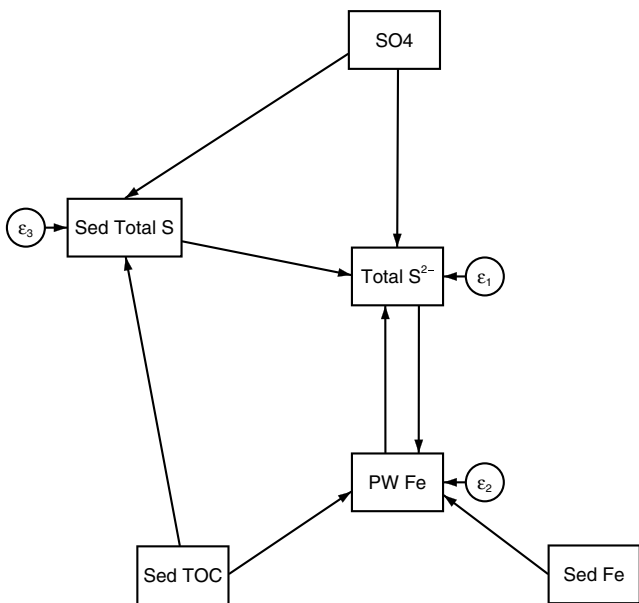 SO4
ε₃
Sed Total S
Total S²⁻
ε₁
PW Fe
ε₂
Sed TOC
Sed Fe